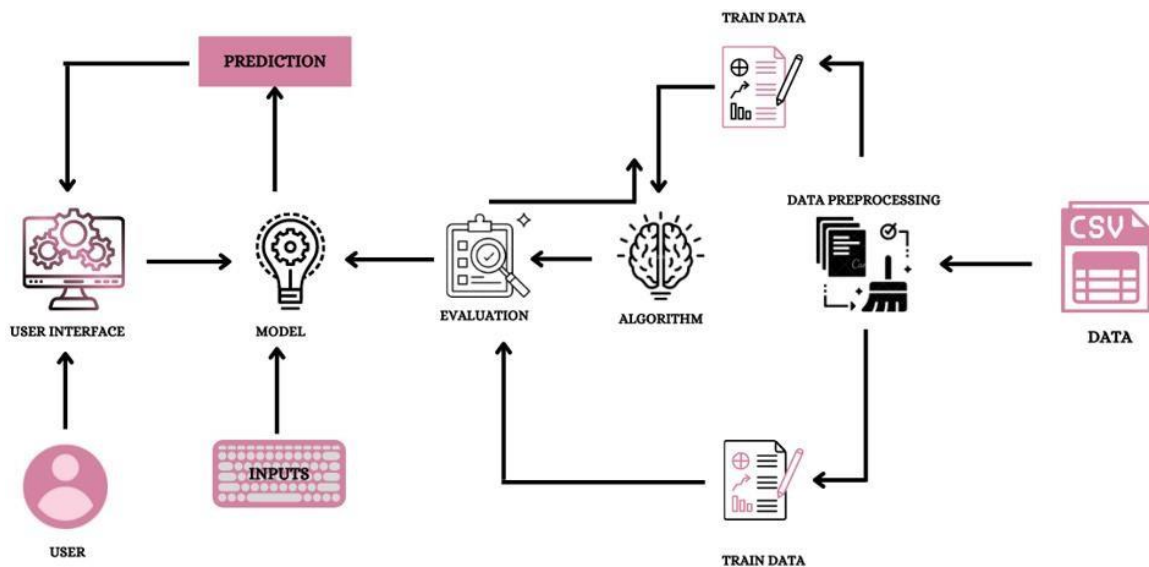 TRAIN DATA
PREDICTION
DATA PREPROCESSING
CSV
USER INTERFACE
MODEL
EVALUATION
ALGORITHM
DATA
INPUTS
USER
TRAIN DATA